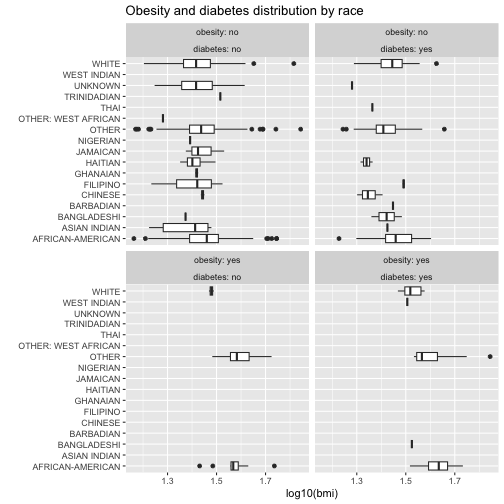 Obesity and diabetes distribution by race
obesity: no
diabetes: no
obesity: no
diabetes: yes
WHITE
WEST INDIAN
UNKNOWN
TRINIDADIAN
THAI
OTHER: WEST AFRICAN
OTHER
NIGERIAN
JAMAICAN
HAITIAN
GHANAIAN
FILIPINO
CHINESE
BARBADIAN
BANGLADESHI
ASIAN INDIAN
AFRICAN-AMERICAN
obesity: yes
diabetes: no
obesity: yes
diabetes: yes
WHITE
WEST INDIAN
UNKNOWN
TRINIDADIAN
THAI
OTHER: WEST AFRICAN
OTHER
NIGERIAN
JAMAICAN
HAITIAN
GHANAIAN
FILIPINO
CHINESE
BARBADIAN
BANGLADESHI
ASIAN INDIAN
AFRICAN-AMERICAN
1.3 1.5 1.7 1.3 1.5 1.7
log10(bmi)